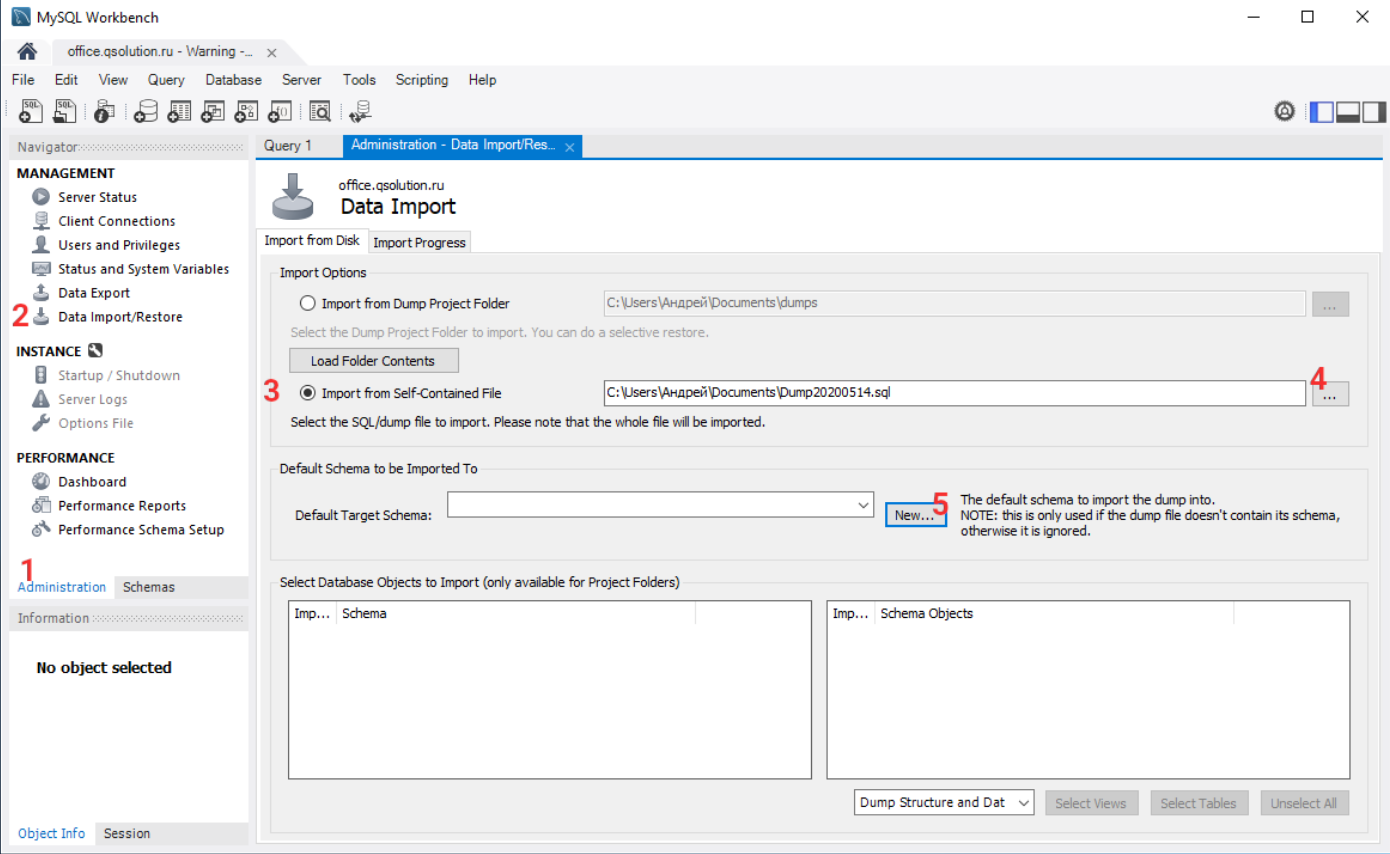 MySQL Workbench
office.qsolution.ru - Warning -...
File Edit View Query Database Server Tools Scripting Help
Navigator
MANAGEMENT
Server Status
Client Connections
Users and Privileges
Status and System Variables
Data Export
2 Data Import/Restore
INSTANCE
Startup / Shutdown
Server Logs
Options File
PERFORMANCE
Dashboard
Performance Reports
Performance Schema Setup
1
Administration Schemas
Information
No object selected
Object Info Session
Query 1 Administration - Data Import/Res...
office.qsolution.ru
Data Import
Import from Disk Import Progress
Import Options
Import from Dump Project Folder C:\Users\Андрей\Documents\dumps ...
Select the Dump Project Folder to import. You can do a selective restore.
Load Folder Contents
3 Import from Self-Contained File C:\Users\Андрей\Documents\Dump20200514.sql 4 ...
Select the SQL/dump file to import. Please note that the whole file will be imported.
Default Schema to be Imported To
Default Target Schema: New... 5
The default schema to import the dump into.
NOTE: this is only used if the dump file doesn't contain its schema,
otherwise it is ignored.
Select Database Objects to Import (only available for Project Folders)
Imp... Schema
Imp... Schema Objects
Dump Structure and Dat Select Views Select Tables Unselect All